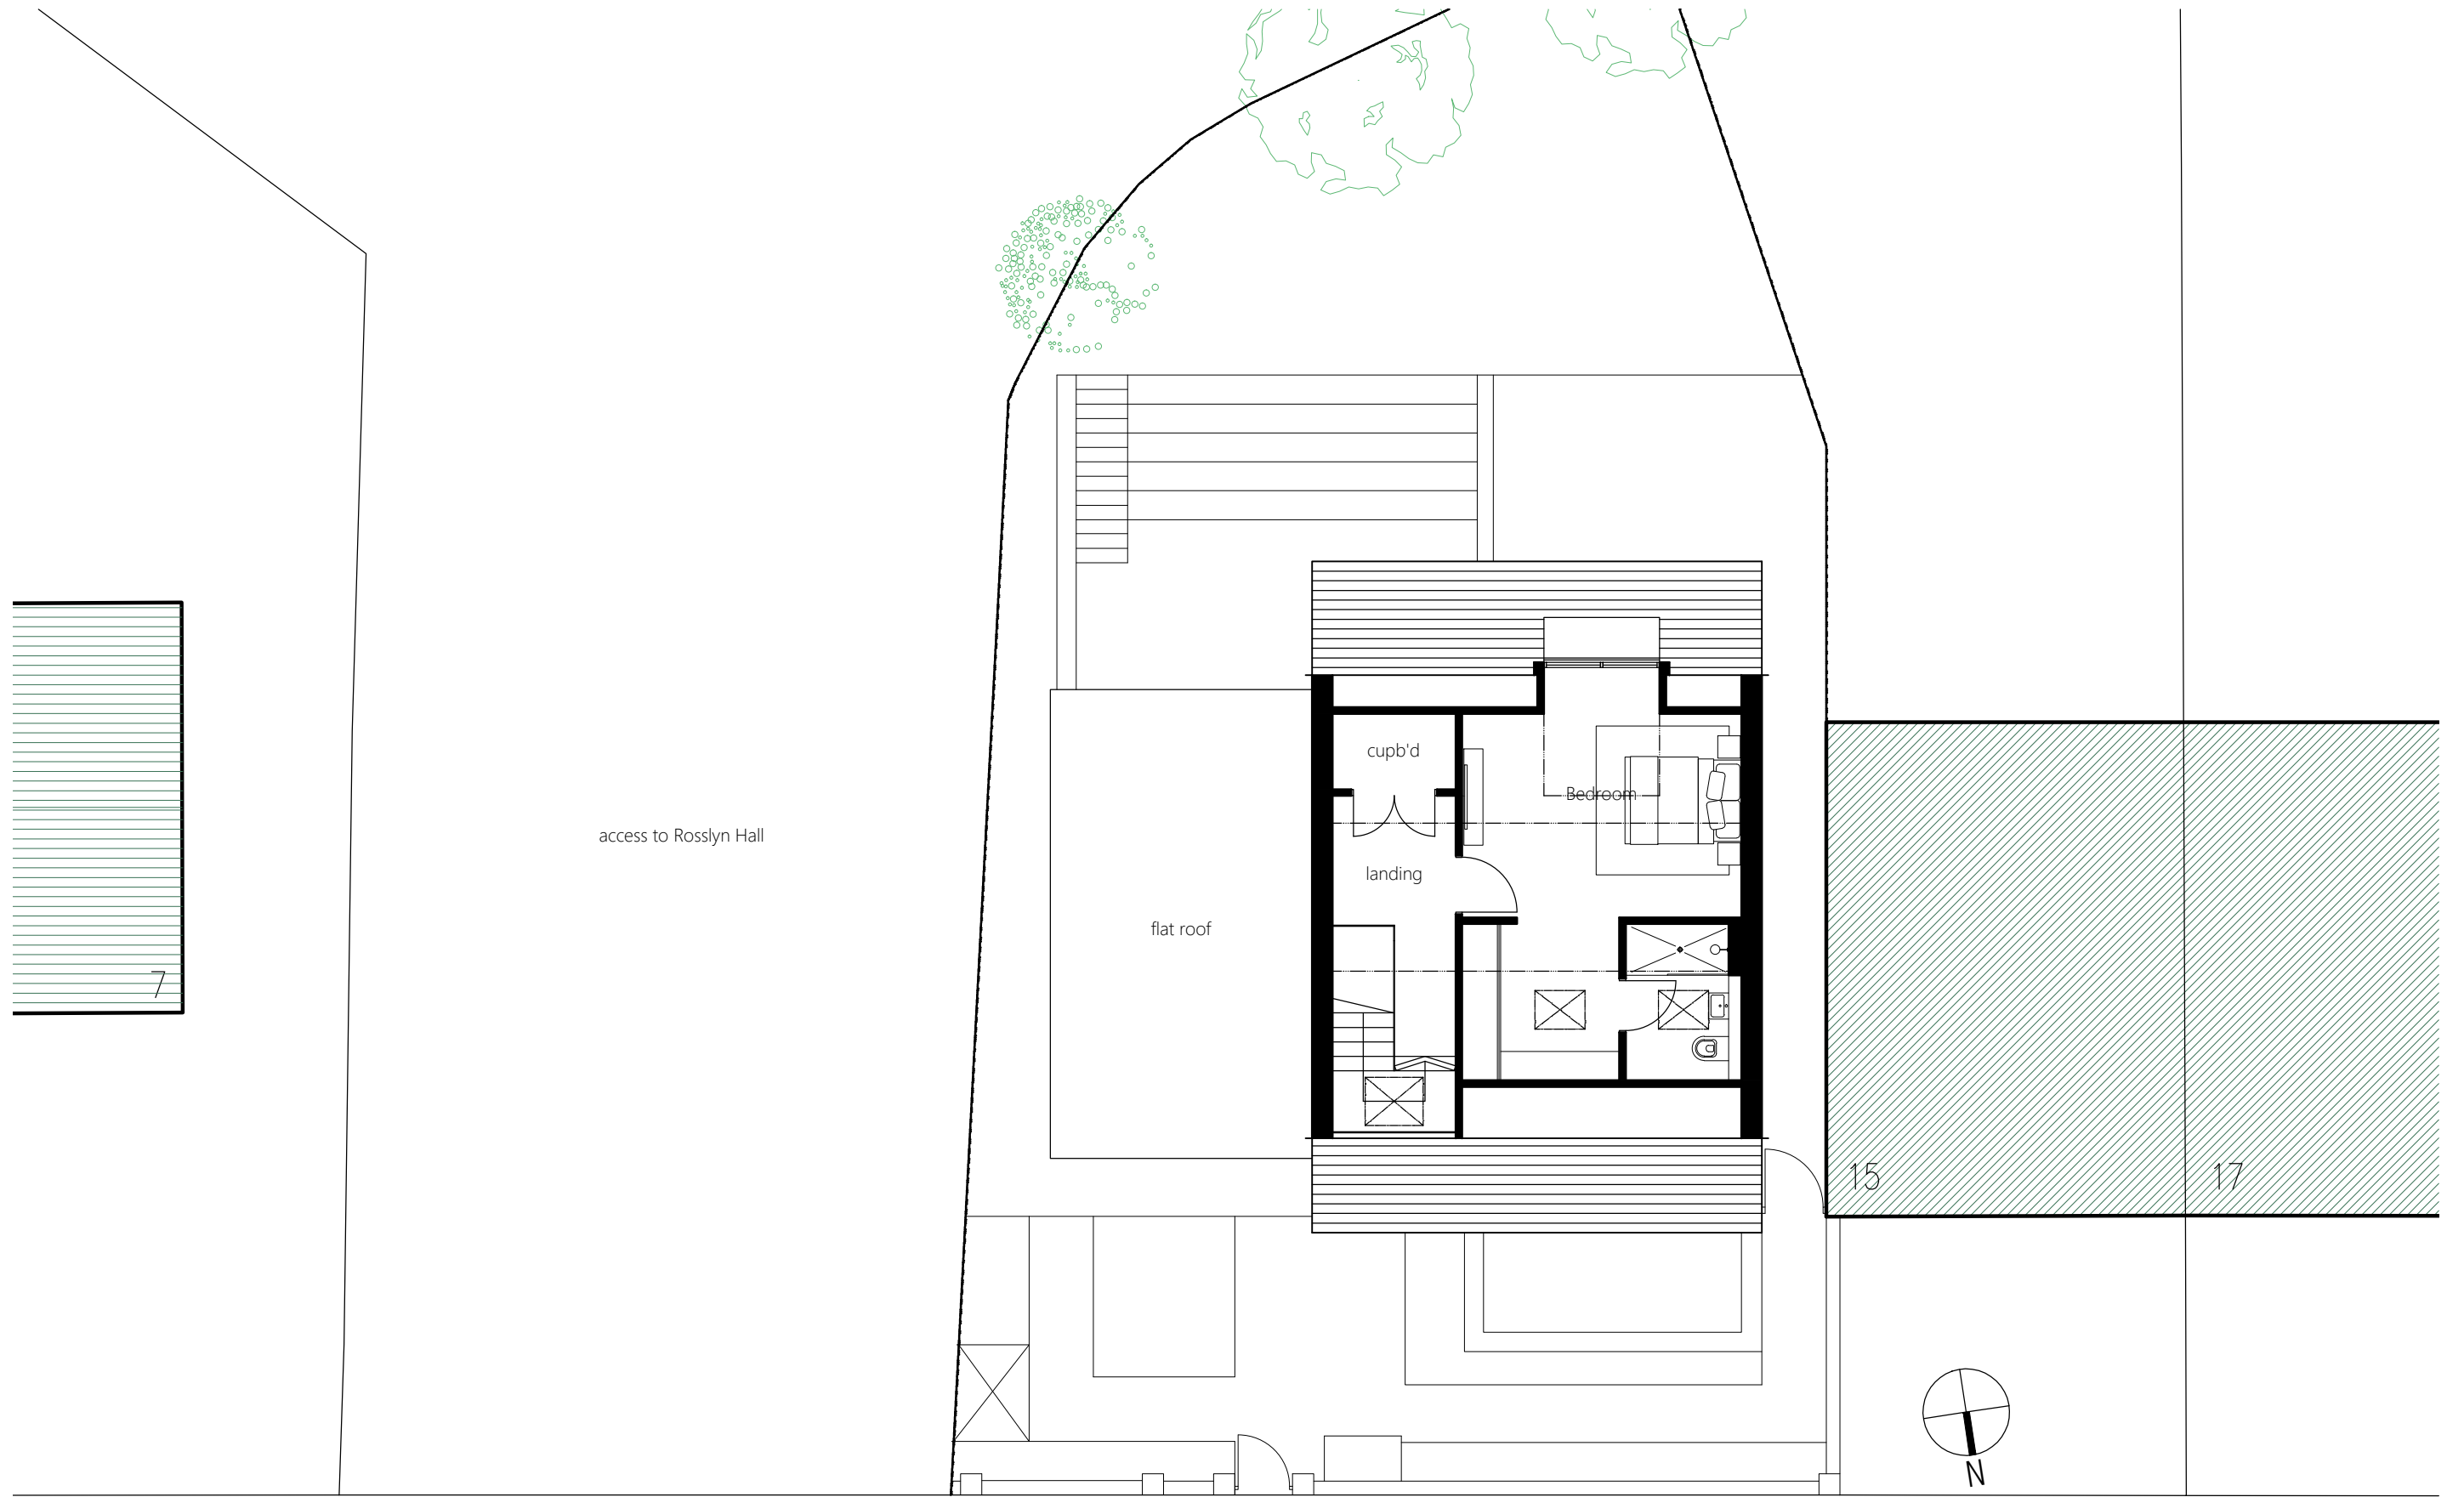 cupb'd
Bedroom
access to Rosslyn Hall
landing
flat roof
7
15
17
N